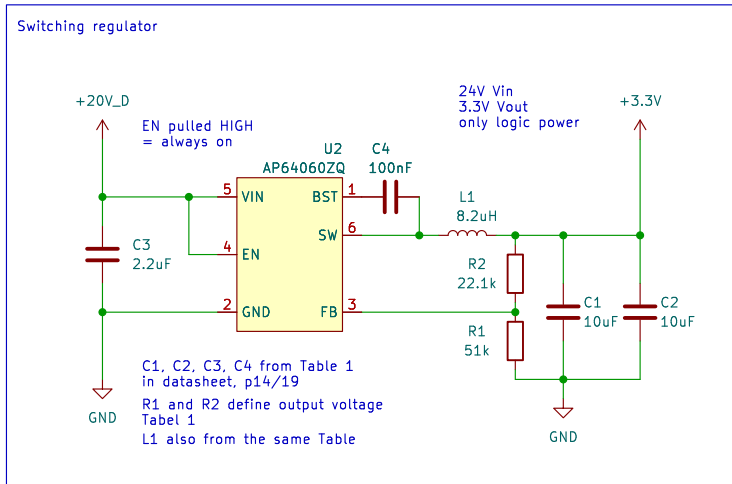 Switching regulator
+20V_D
EN pulled HIGH
= always on
24V Vin
3.3V Vout
only logic power
+3.3V
U2
AP64060ZQ
C4
100nF
5
VIN
BST
1
L1
8.2uH
SW
6
C3
2.2uF
4
EN
R2
22.1k
2
GND
FB
3
C1
10uF
C2
10uF
R1
51k
C1, C2, C3, C4 from Table 1
in datasheet, p14/19
R1 and R2 define output voltage
Tabel 1
L1 also from the same Table
GND
GND